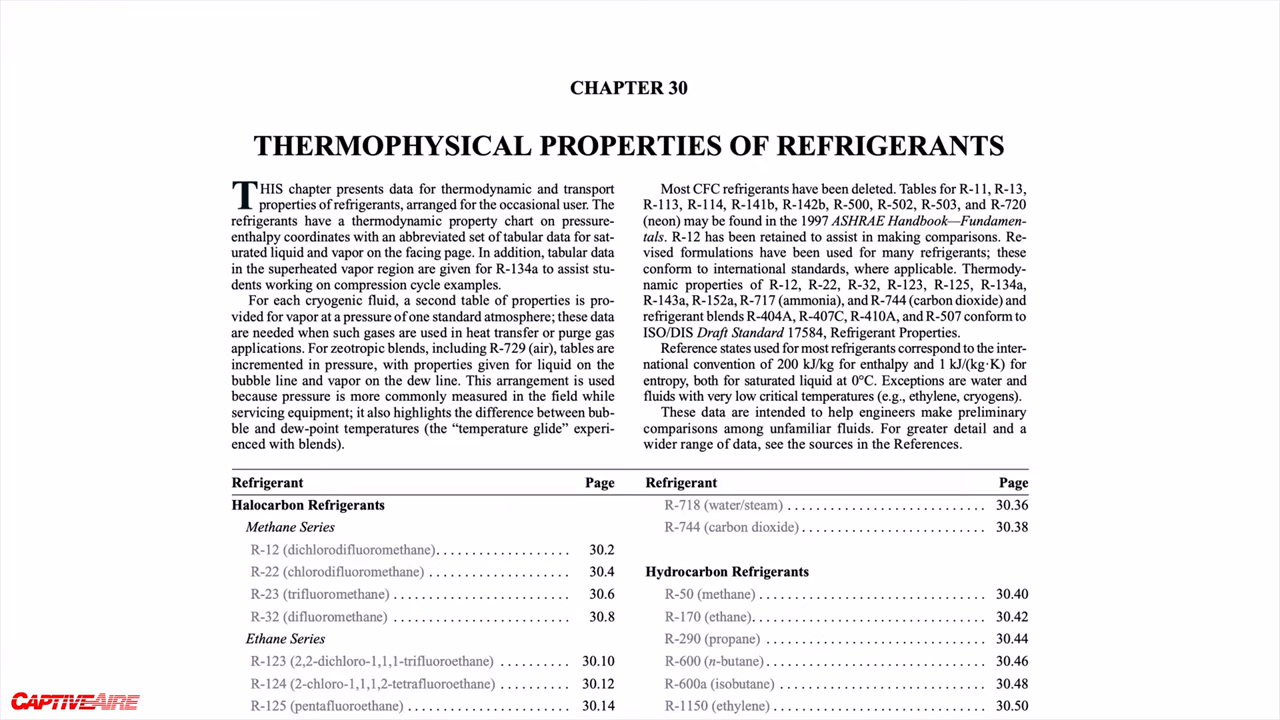 CHAPTER 30
THERMOPHYSICAL PROPERTIES OF REFRIGERANTS
THIS chapter presents data for thermodynamic and transport
properties of refrigerants, arranged for the occasional user. The
refrigerants have a thermodynamic property chart on pressure-
enthalpy coordinates with an abbreviated set of tabular data for sat-
urated liquid and vapor on the facing page. In addition, tabular data
in the superheated vapor region are given for R-134a to assist stu-
dents working on compression cycle examples.
For each cryogenic fluid, a second table of properties is pro-
vided for vapor at a pressure of one standard atmosphere; these data
are needed when such gases are used in heat transfer or purge gas
applications. For zeotropic blends, including R-729 (air), tables are
incremented in pressure, with properties given for liquid on the
bubble line and vapor on the dew line. This arrangement is used
because pressure is more commonly measured in the field while
servicing equipment; it also highlights the difference between bub-
ble and dew-point temperatures (the “temperature glide” experi-
enced with blends).
Most CFC refrigerants have been deleted. Tables for R-11, R-13,
R-113, R-114, R-141b, R-142b, R-500, R-502, R-503, and R-720
(neon) may be found in the 1997 ASHRAE Handbook—Fundamen-
tals. R-12 has been retained to assist in making comparisons. Re-
vised formulations have been used for many refrigerants; these
conform to international standards, where applicable. Thermody-
namic properties of R-12, R-22, R-32, R-123, R-125, R-134a,
R-143a, R-152a, R-717 (ammonia), and R-744 (carbon dioxide) and
refrigerant blends R-404A, R-407C, R-410A, and R-507 conform to
ISO/DIS Draft Standard 17584, Refrigerant Properties.
Reference states used for most refrigerants correspond to the inter-
national convention of 200 kJ/kg for enthalpy and 1 kJ/(kg·K) for
entropy, both for saturated liquid at 0°C. Exceptions are water and
fluids with very low critical temperatures (e.g., ethylene, cryogens).
These data are intended to help engineers make preliminary
comparisons among unfamiliar fluids. For greater detail and a
wider range of data, see the sources in the References.
Refrigerant Page
Halocarbon Refrigerants
Methane Series
R-12 (dichlorodifluoromethane). . . . . . . . . . . . . . . . . . . 30.2
R-22 (chlorodifluoromethane) . . . . . . . . . . . . . . . . . . . . 30.4
R-23 (trifluoromethane) . . . . . . . . . . . . . . . . . . . . . . . . 30.6
R-32 (difluoromethane) . . . . . . . . . . . . . . . . . . . . . . . . 30.8
Ethane Series
R-123 (2,2-dichloro-1,1,1-trifluoroethane) . . . . . . . . . . 30.10
R-124 (2-chloro-1,1,1,2-tetrafluoroethane) . . . . . . . . . . 30.12
R-125 (pentafluoroethane) . . . . . . . . . . . . . . . . . . . . . . 30.14
Refrigerant Page
R-718 (water/steam) . . . . . . . . . . . . . . . . . . . . . . . . . . . 30.36
R-744 (carbon dioxide) . . . . . . . . . . . . . . . . . . . . . . . . . 30.38
Hydrocarbon Refrigerants
R-50 (methane) . . . . . . . . . . . . . . . . . . . . . . . . . . . . . . 30.40
R-170 (ethane). . . . . . . . . . . . . . . . . . . . . . . . . . . . . . . 30.42
R-290 (propane) . . . . . . . . . . . . . . . . . . . . . . . . . . . . . 30.44
R-600 (n-butane) . . . . . . . . . . . . . . . . . . . . . . . . . . . . . 30.46
R-600a (isobutane) . . . . . . . . . . . . . . . . . . . . . . . . . . . 30.48
R-1150 (ethylene) . . . . . . . . . . . . . . . . . . . . . . . . . . . . 30.50
CAPTIVEAIRE